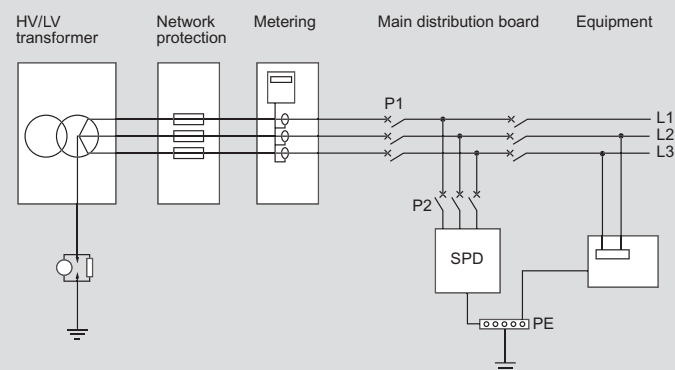 HV/LV
transformer
Network
protection
Metering
Main distribution board
Equipment
P1
L1
L2
L3
P2
SPD
PE